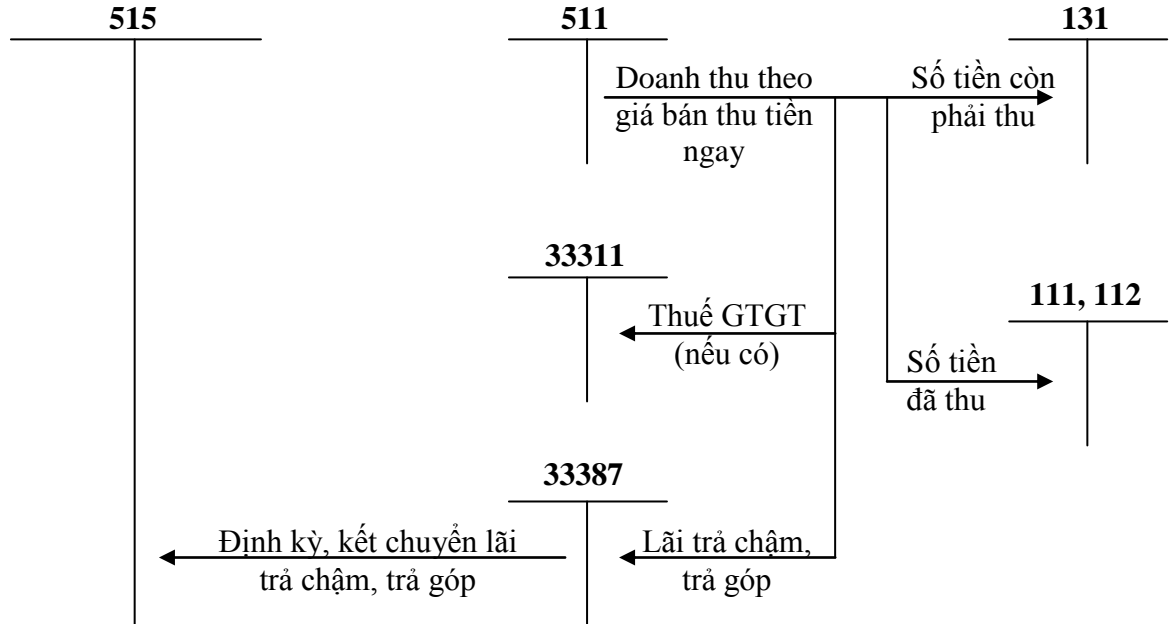 515
511
131
Doanh thu theo
giá bán thu tiền
ngay
Số tiền còn
phải thu
33311
Thuế GTGT
(nếu có)
111, 112
Số tiền
đã thu
33387
Định kỳ, kết chuyển lãi
trả chậm, trả góp
Lãi trả chậm,
trả góp